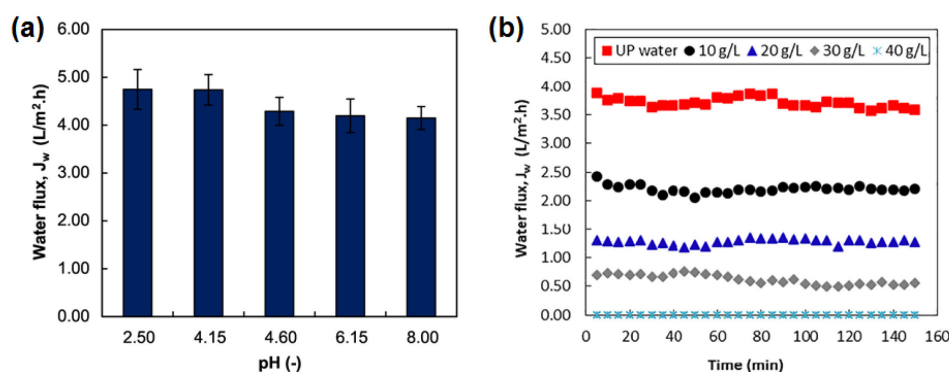 (a)
6.00
5.00
4.00
3.00
2.00
1.00
0.00
Water flux, Jw (L/m².h)
2.50 4.15 4.60 6.15 8.00
pH (-)
(b)
5.00
4.50
4.00
3.50
3.00
2.50
2.00
1.50
1.00
0.50
0.00
Water flux, Jw (L/m².h)
UP water 10 g/L 20 g/L 30 g/L 40 g/L
0 20 40 60 80 100 120 140 160
Time (min)